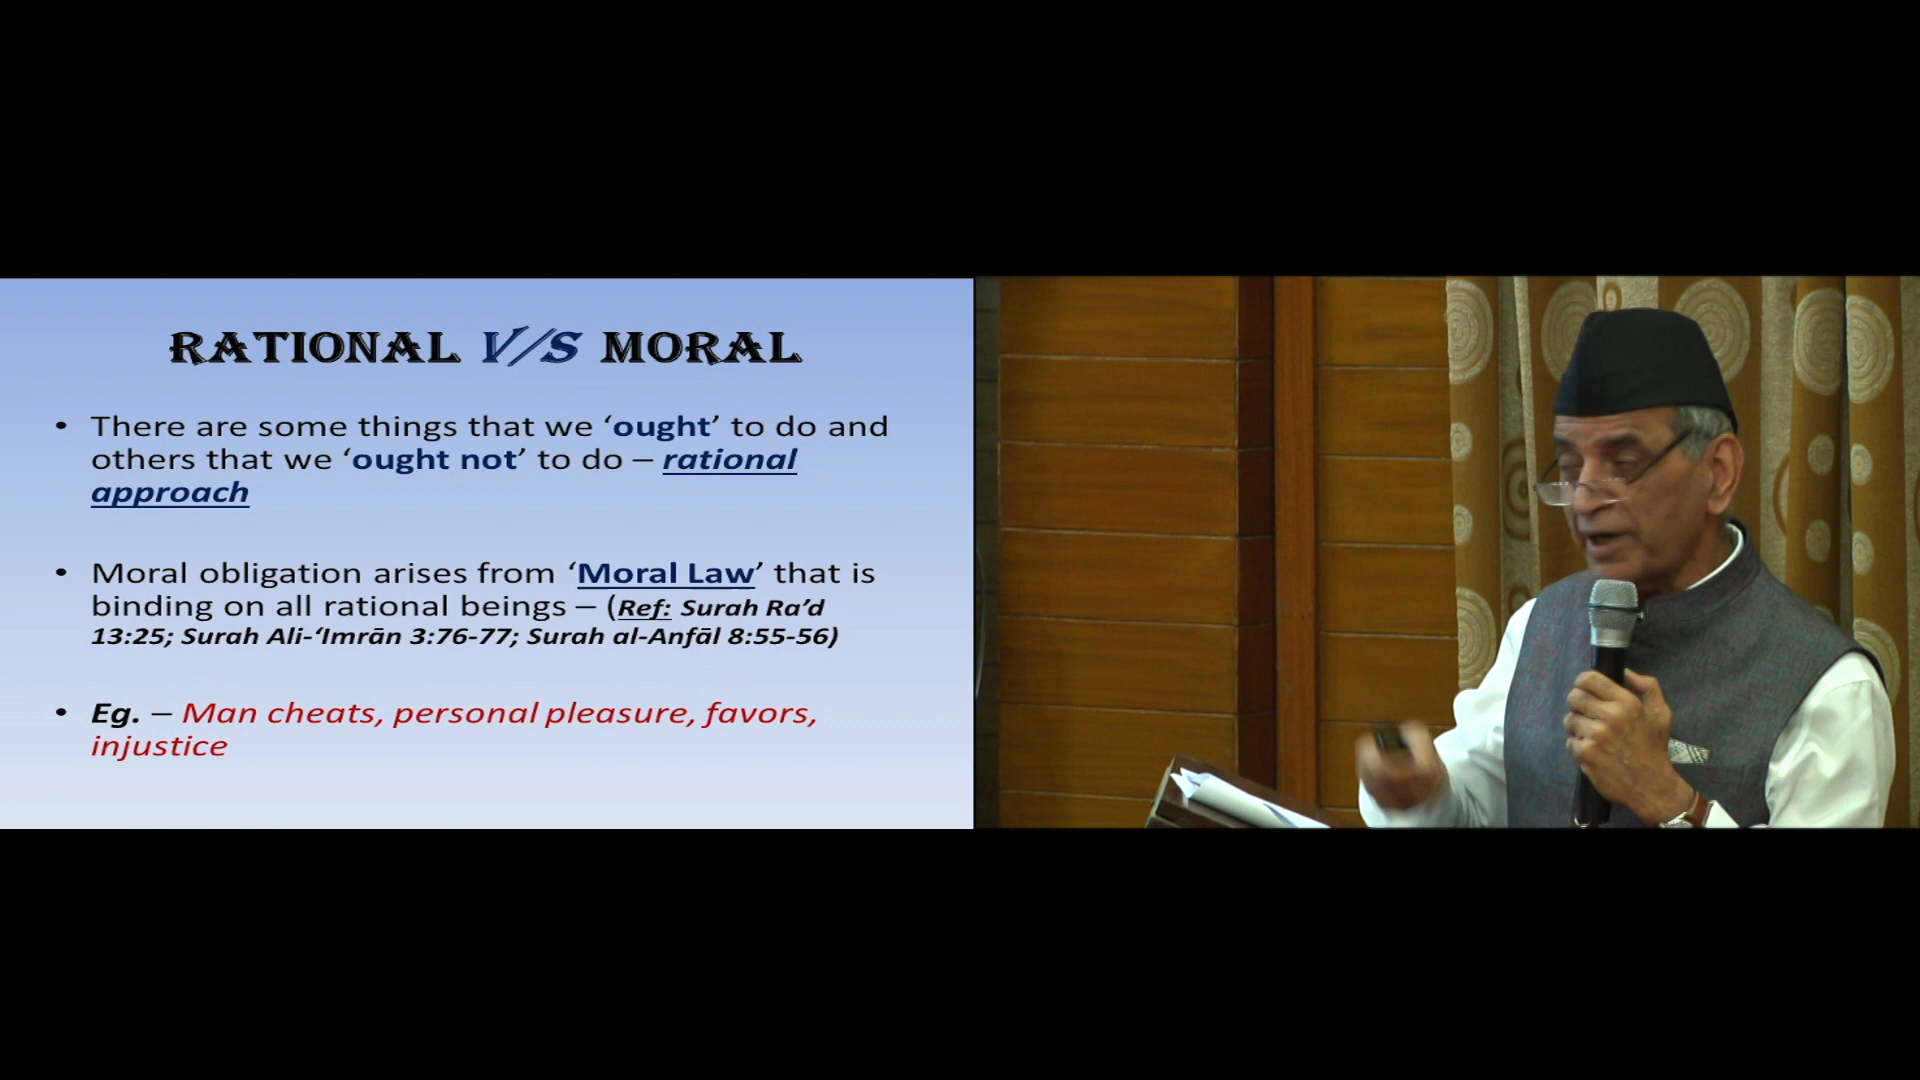 RATIONAL V/S MORAL
• There are some things that we ‘ought’ to do and
others that we ‘ought not’ to do – rational
approach
• Moral obligation arises from ‘Moral Law’ that is
binding on all rational beings – (Ref: Surah Ra’d
13:25; Surah Ali-‘Imrān 3:76-77; Surah al-Anfāl 8:55-56)
• Eg. – Man cheats, personal pleasure, favors,
injustice